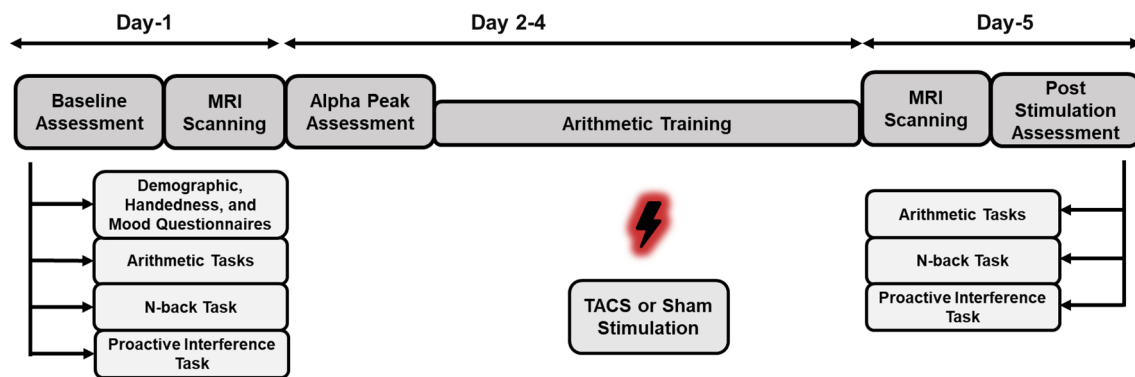 Day-1
Day 2-4
Day-5
Baseline
Assessment
MRI
Scanning
Alpha Peak
Assessment
Arithmetic Training
MRI
Scanning
Post
Stimulation
Assessment
Demographic,
Handedness, and
Mood Questionnaires
Arithmetic Tasks
N-back Task
Proactive Interference
Task
TACS or Sham
Stimulation
Arithmetic Tasks
N-back Task
Proactive Interference
Task